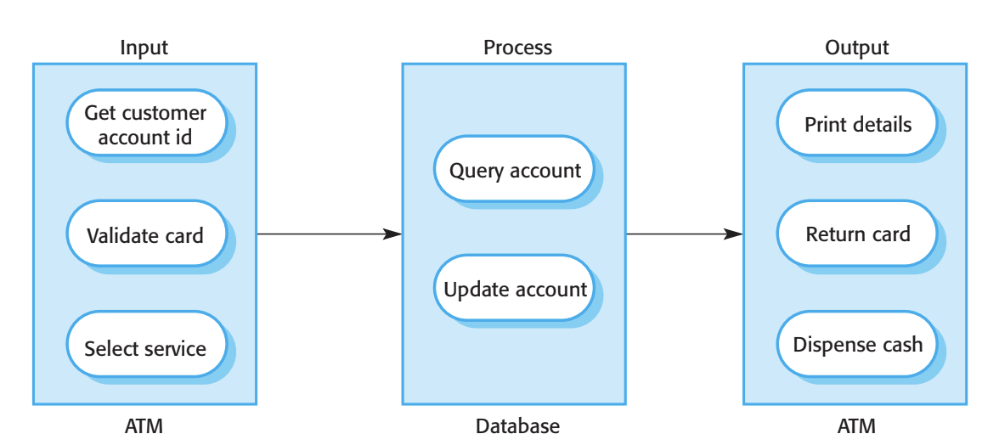 Input
Get customer
account id
Validate card
Select service
ATM
Process
Query account
Update account
Database
Output
Print details
Return card
Dispense cash
ATM